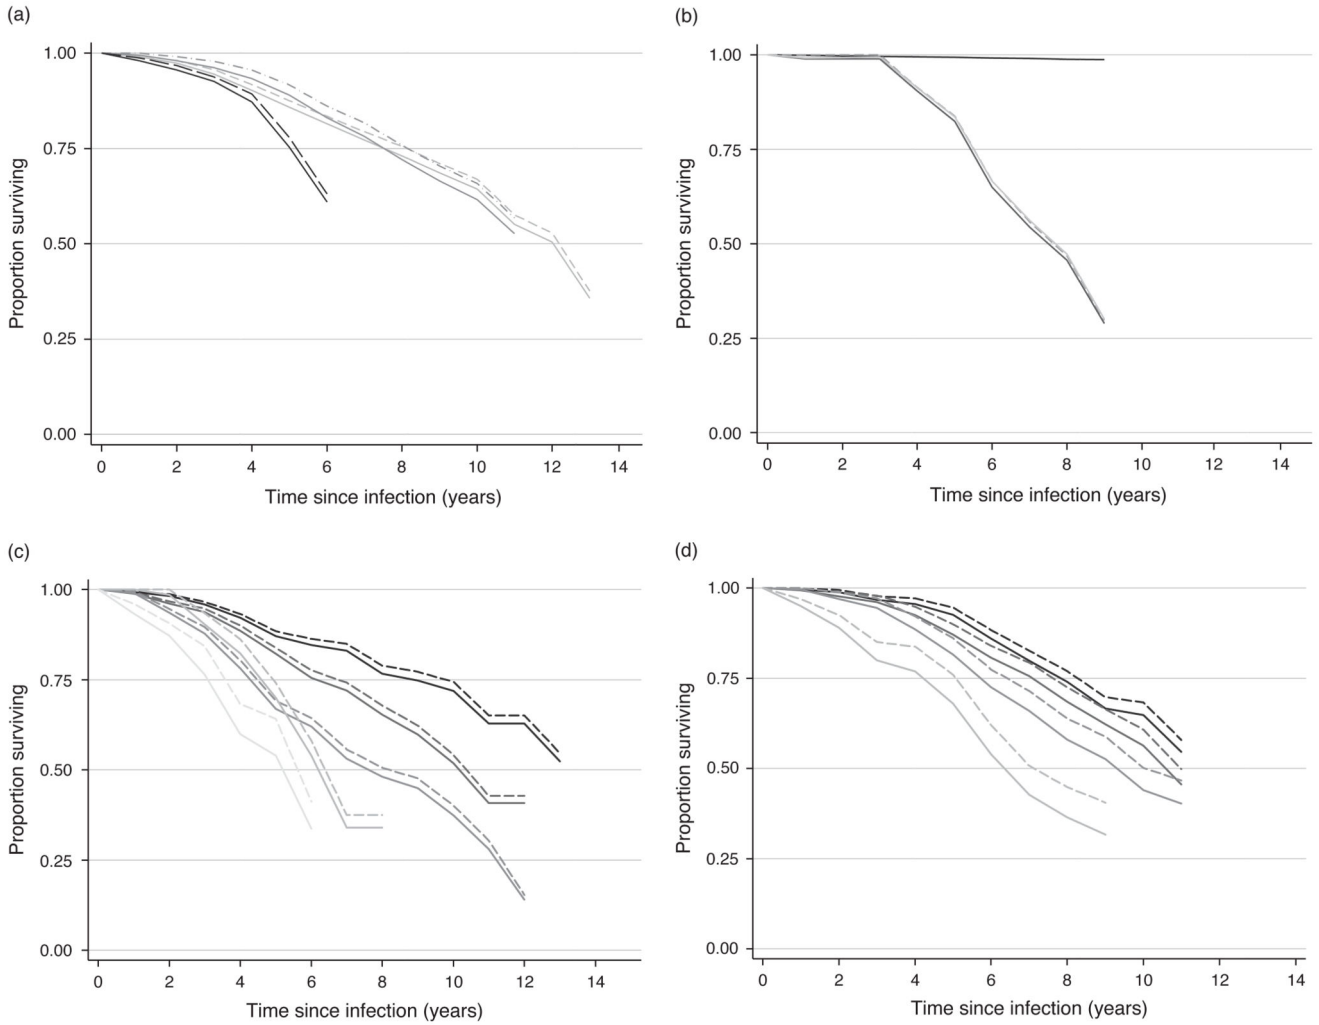 (a)
1.00
0.75
0.50
0.25
0.00
Proportion surviving
0 2 4 6 8 10 12 14
Time since infection (years)
(b)
1.00
0.75
0.50
0.25
0.00
Proportion surviving
0 2 4 6 8 10 12 14
Time since infection (years)
(c)
1.00
0.75
0.50
0.25
0.00
Proportion surviving
0 2 4 6 8 10 12 14
Time since infection (years)
(d)
1.00
0.75
0.50
0.25
0.00
Proportion surviving
0 2 4 6 8 10 12 14
Time since infection (years)